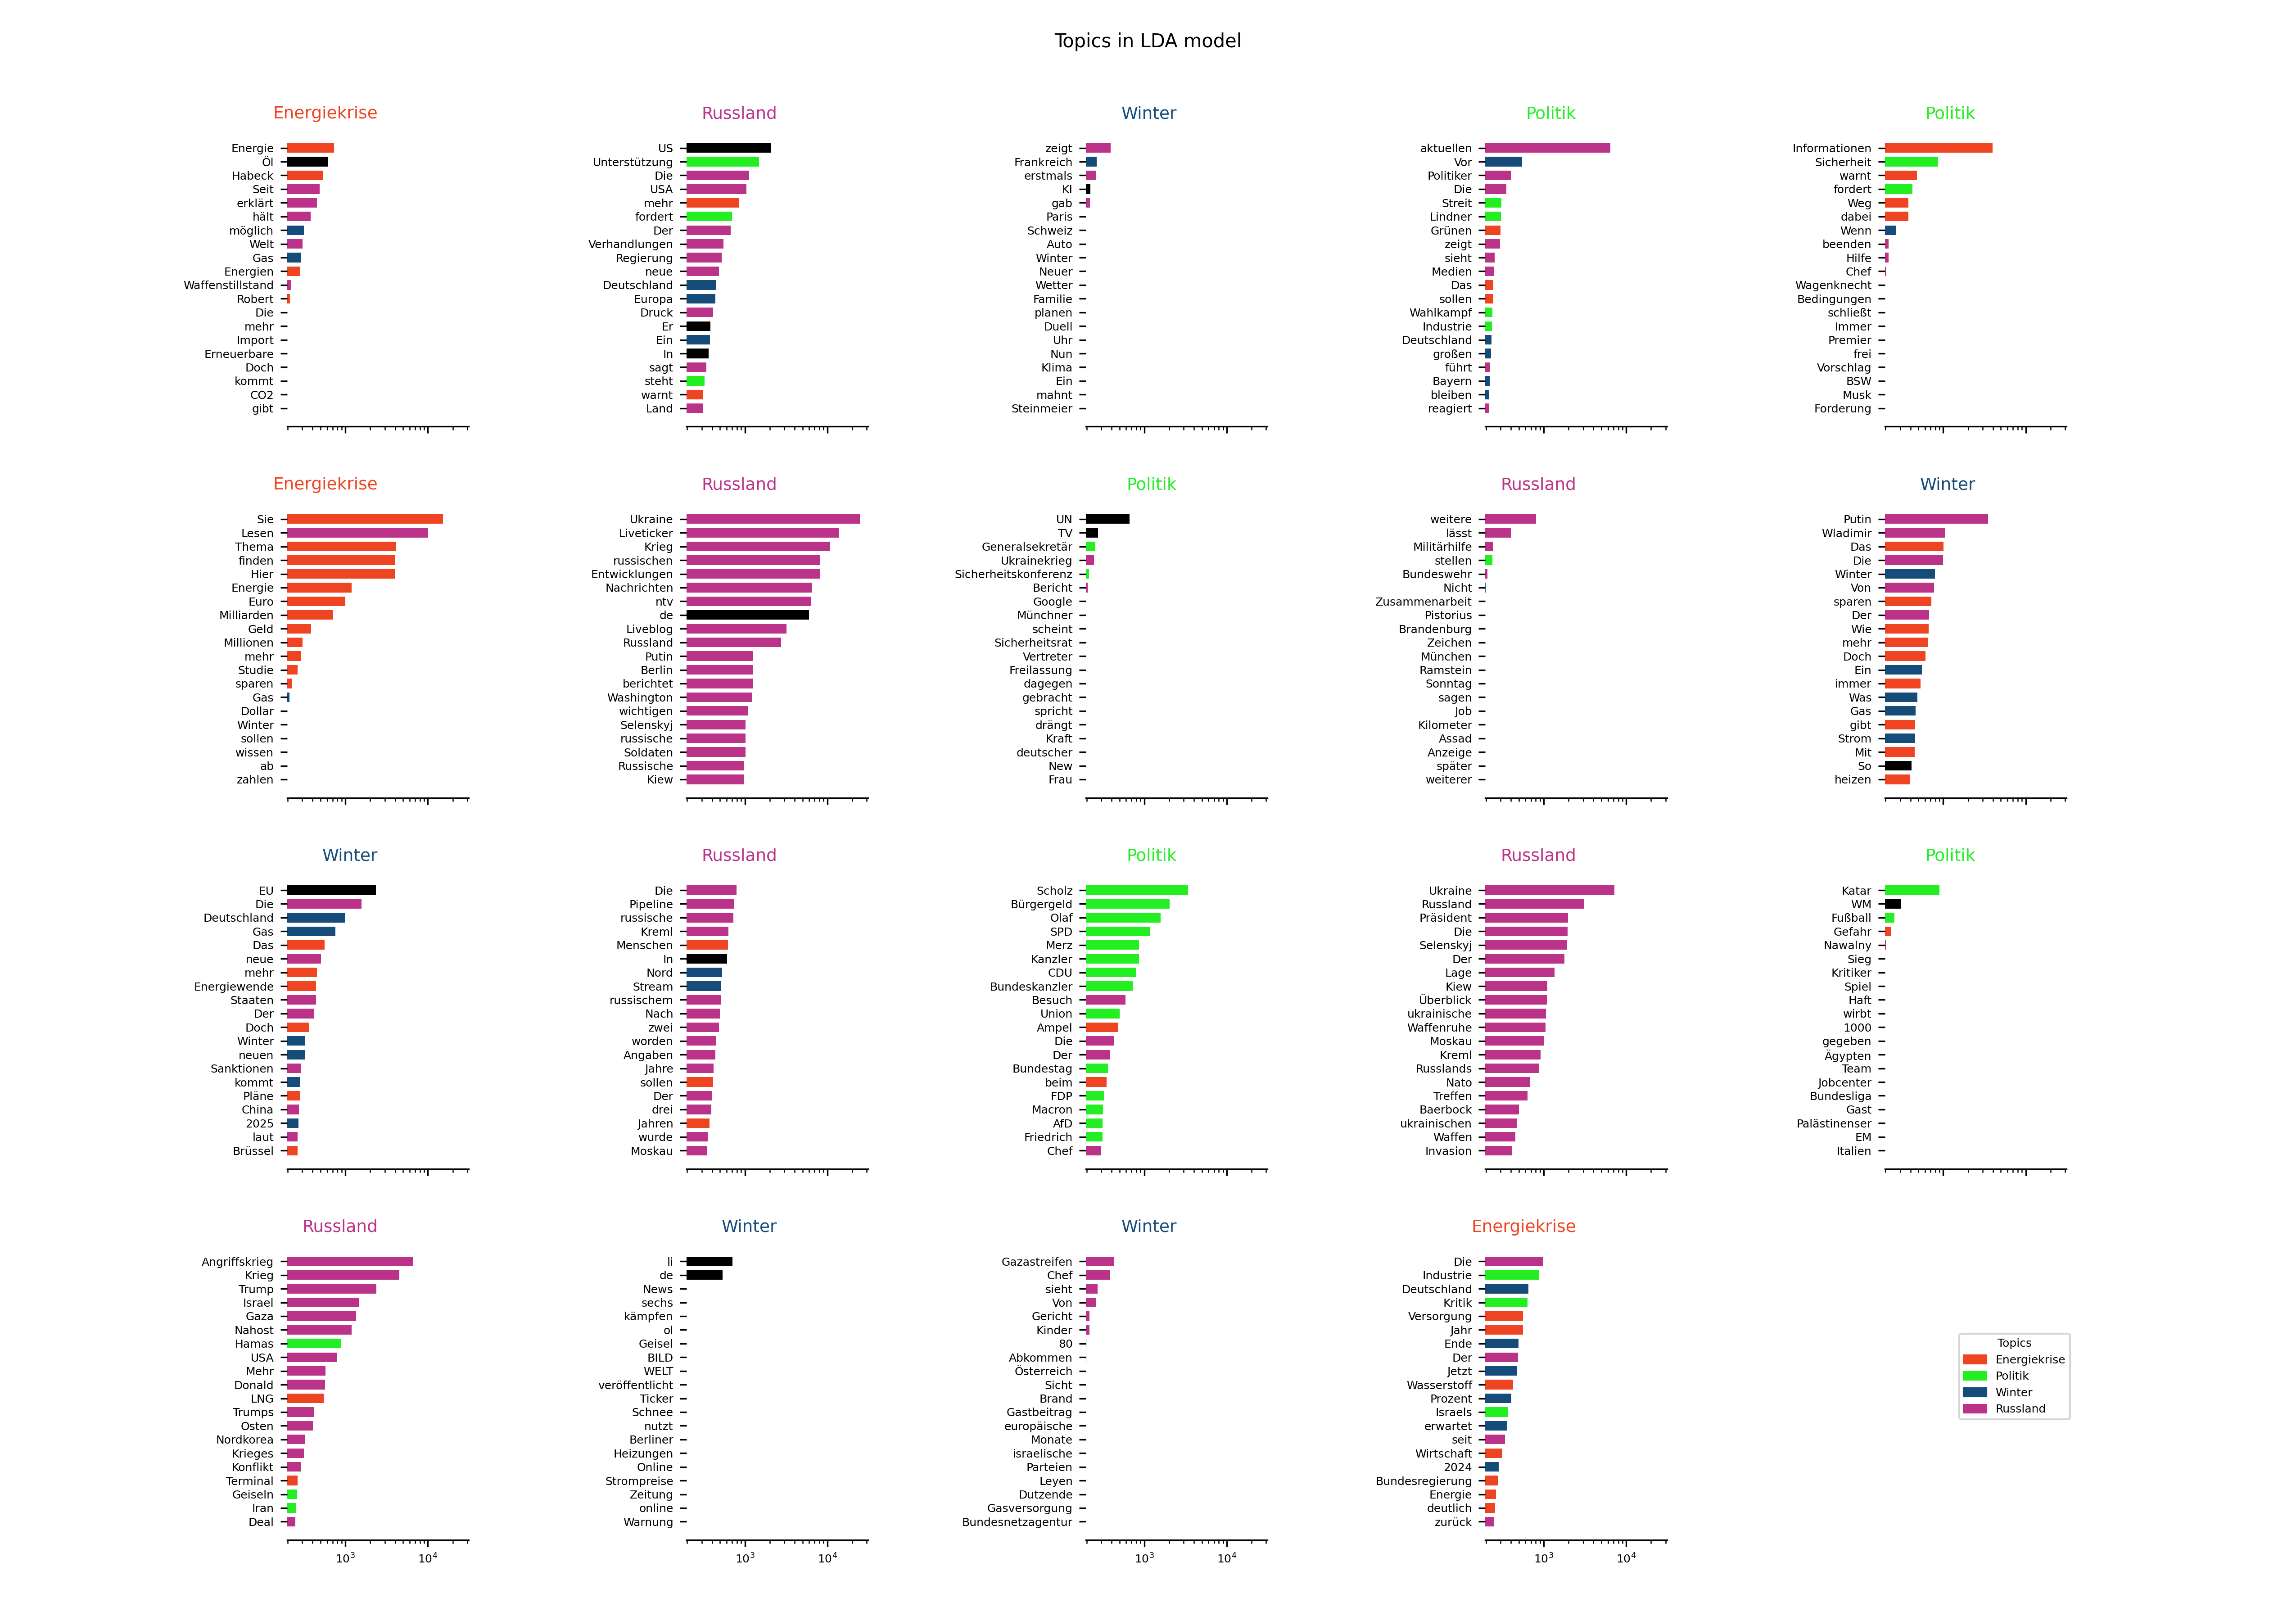 Topics in LDA model
Energiekrise
Energie
Öl
Habeck
Seit
erklärt
hält
möglich
Welt
Gas
Energien
Waffenstillstand
Robert
Die
mehr
Import
Erneuerbare
Doch
kommt
CO2
gibt
Russland
US
Unterstützung
Die
USA
mehr
fordert
Der
Verhandlungen
Regierung
neue
Deutschland
Europa
Druck
Er
Ein
In
sagt
steht
warnt
Land
Winter
zeigt
Frankreich
erstmals
KI
gab
Paris
Schweiz
Auto
Winter
Neuer
Wetter
Familie
planen
Duell
Uhr
Nun
Klima
Ein
mahnt
Steinmeier
Politik
aktuellen
Vor
Politiker
Die
Streit
Lindner
Grünen
zeigt
sieht
Medien
Das
sollen
Wahlkampf
Industrie
Deutschland
großen
führt
Bayern
bleiben
reagiert
Politik
Informationen
Sicherheit
warnt
fordert
Weg
dabei
Wenn
beenden
Hilfe
Chef
Wagenknecht
Bedingungen
schließt
Immer
Premier
frei
Vorschlag
BSW
Musk
Forderung
Energiekrise
Sie
Lesen
Thema
finden
Hier
Energie
Euro
Milliarden
Geld
Millionen
mehr
Studie
sparen
Gas
Dollar
Winter
sollen
wissen
ab
zahlen
Russland
Ukraine
Liveticker
Krieg
russischen
Entwicklungen
Nachrichten
ntv
de
Liveblog
Russland
Putin
Berlin
berichtet
Washington
wichtigen
Selenskyj
russische
Soldaten
Russische
Kiew
Politik
UN
TV
Generalsekretär
Ukrainekrieg
Sicherheitskonferenz
Bericht
Google
Münchner
scheint
Sicherheitsrat
Vertreter
Freilassung
dagegen
gebracht
spricht
drängt
Kraft
deutscher
New
Frau
Russland
weitere
lässt
Militärhilfe
stellen
Bundeswehr
Nicht
Zusammenarbeit
Pistorius
Brandenburg
Zeichen
München
Ramstein
Sonntag
sagen
Job
Kilometer
Assad
Anzeige
später
weiterer
Winter
Putin
Wladimir
Das
Die
Winter
Von
sparen
Der
Wie
mehr
Doch
Ein
immer
Was
Gas
gibt
Strom
Mit
So
heizen
Winter
EU
Die
Deutschland
Gas
Das
neue
mehr
Energiewende
Staaten
Der
Doch
Winter
neuen
Sanktionen
kommt
Pläne
China
2025
laut
Brüssel
Russland
Die
Pipeline
russische
Kreml
Menschen
In
Nord
Stream
russischem
Nach
zwei
worden
Angaben
Jahre
sollen
Der
drei
Jahren
wurde
Moskau
Politik
Scholz
Bürgergeld
Olaf
SPD
Merz
Kanzler
CDU
Bundeskanzler
Besuch
Union
Ampel
Die
Der
Bundestag
beim
FDP
Macron
AfD
Friedrich
Chef
Russland
Ukraine
Russland
Präsident
Die
Selenskyj
Der
Lage
Kiew
Überblick
ukrainische
Waffenruhe
Moskau
Kreml
Russlands
Nato
Treffen
Baerbock
ukrainischen
Waffen
Invasion
Politik
Katar
WM
Fußball
Gefahr
Nawalny
Sieg
Kritiker
Spiel
Haft
wirbt
1000
gegeben
Ägypten
Team
Jobcenter
Bundesliga
Gast
Palästinenser
EM
Italien
Russland
Angriffskrieg
Krieg
Trump
Israel
Gaza
Nahost
Hamas
USA
Mehr
Donald
LNG
Trumps
Osten
Nordkorea
Krieges
Konflikt
Terminal
Geiseln
Iran
Deal
10³
10⁴
Winter
li
de
News
sechs
kämpfen
ol
Geisel
BILD
WELT
veröffentlicht
Ticker
Schnee
nutzt
Berliner
Heizungen
Online
Strompreise
Zeitung
online
Warnung
10³
10⁴
Winter
Gazastreifen
Chef
sieht
Von
Gericht
Kinder
80
Abkommen
Österreich
Sicht
Brand
Gastbeitrag
europäische
Monate
israelische
Parteien
Leyen
Dutzende
Gasversorgung
Bundesnetzagentur
10³
10⁴
Energiekrise
Die
Industrie
Deutschland
Kritik
Versorgung
Jahr
Ende
Der
Jetzt
Wasserstoff
Prozent
Israels
erwartet
seit
Wirtschaft
2024
Bundesregierung
Energie
deutlich
zurück
10³
10⁴
Topics
Energiekrise
Politik
Winter
Russland